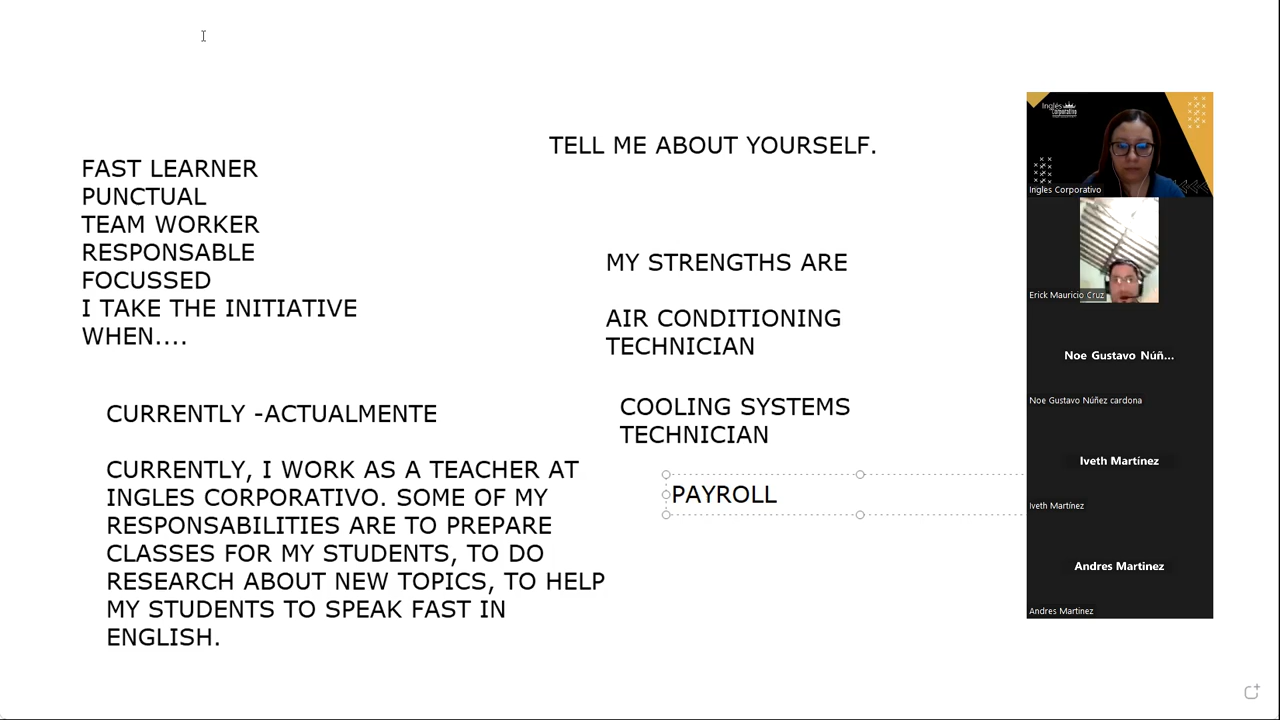 TELL ME ABOUT YOURSELF.
FAST LEARNER
PUNCTUAL
TEAM WORKER
RESPONSABLE
FOCUSSED
I TAKE THE INITIATIVE
WHEN....
MY STRENGTHS ARE
AIR CONDITIONING
TECHNICIAN
COOLING SYSTEMS
TECHNICIAN
PAYROLL
CURRENTLY -ACTUALMENTE
CURRENTLY, I WORK AS A TEACHER AT
INGLES CORPORATIVO. SOME OF MY
RESPONSABILITIES ARE TO PREPARE
CLASSES FOR MY STUDENTS, TO DO
RESEARCH ABOUT NEW TOPICS, TO HELP
MY STUDENTS TO SPEAK FAST IN
ENGLISH.
Inglés
Corporativo
Ingles Corporativo
Erick Mauricio Cruz
Noe Gustavo Núñ...
Noe Gustavo Núñez cardona
Iveth Martínez
Iveth Martínez
Andres Martinez
Andres Martinez